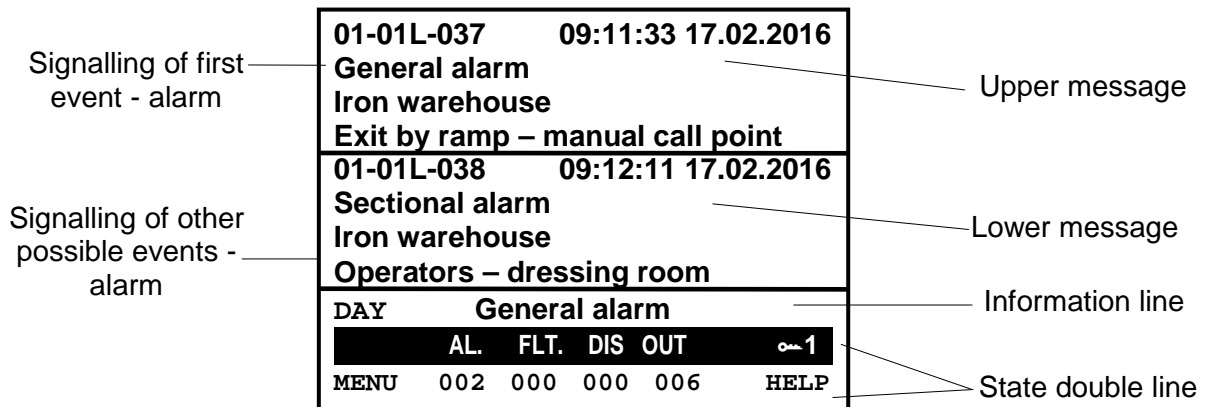 Signalling of first
event - alarm
01-01L-037 09:11:33 17.02.2016
General alarm
Iron warehouse
Exit by ramp – manual call point
Upper message
Signalling of other
possible events -
alarm
01-01L-038 09:12:11 17.02.2016
Sectional alarm
Iron warehouse
Operators – dressing room
Lower message
DAY General alarm
Information line
AL. FLT. DIS OUT 1
MENU 002 000 000 006 HELP
State double line